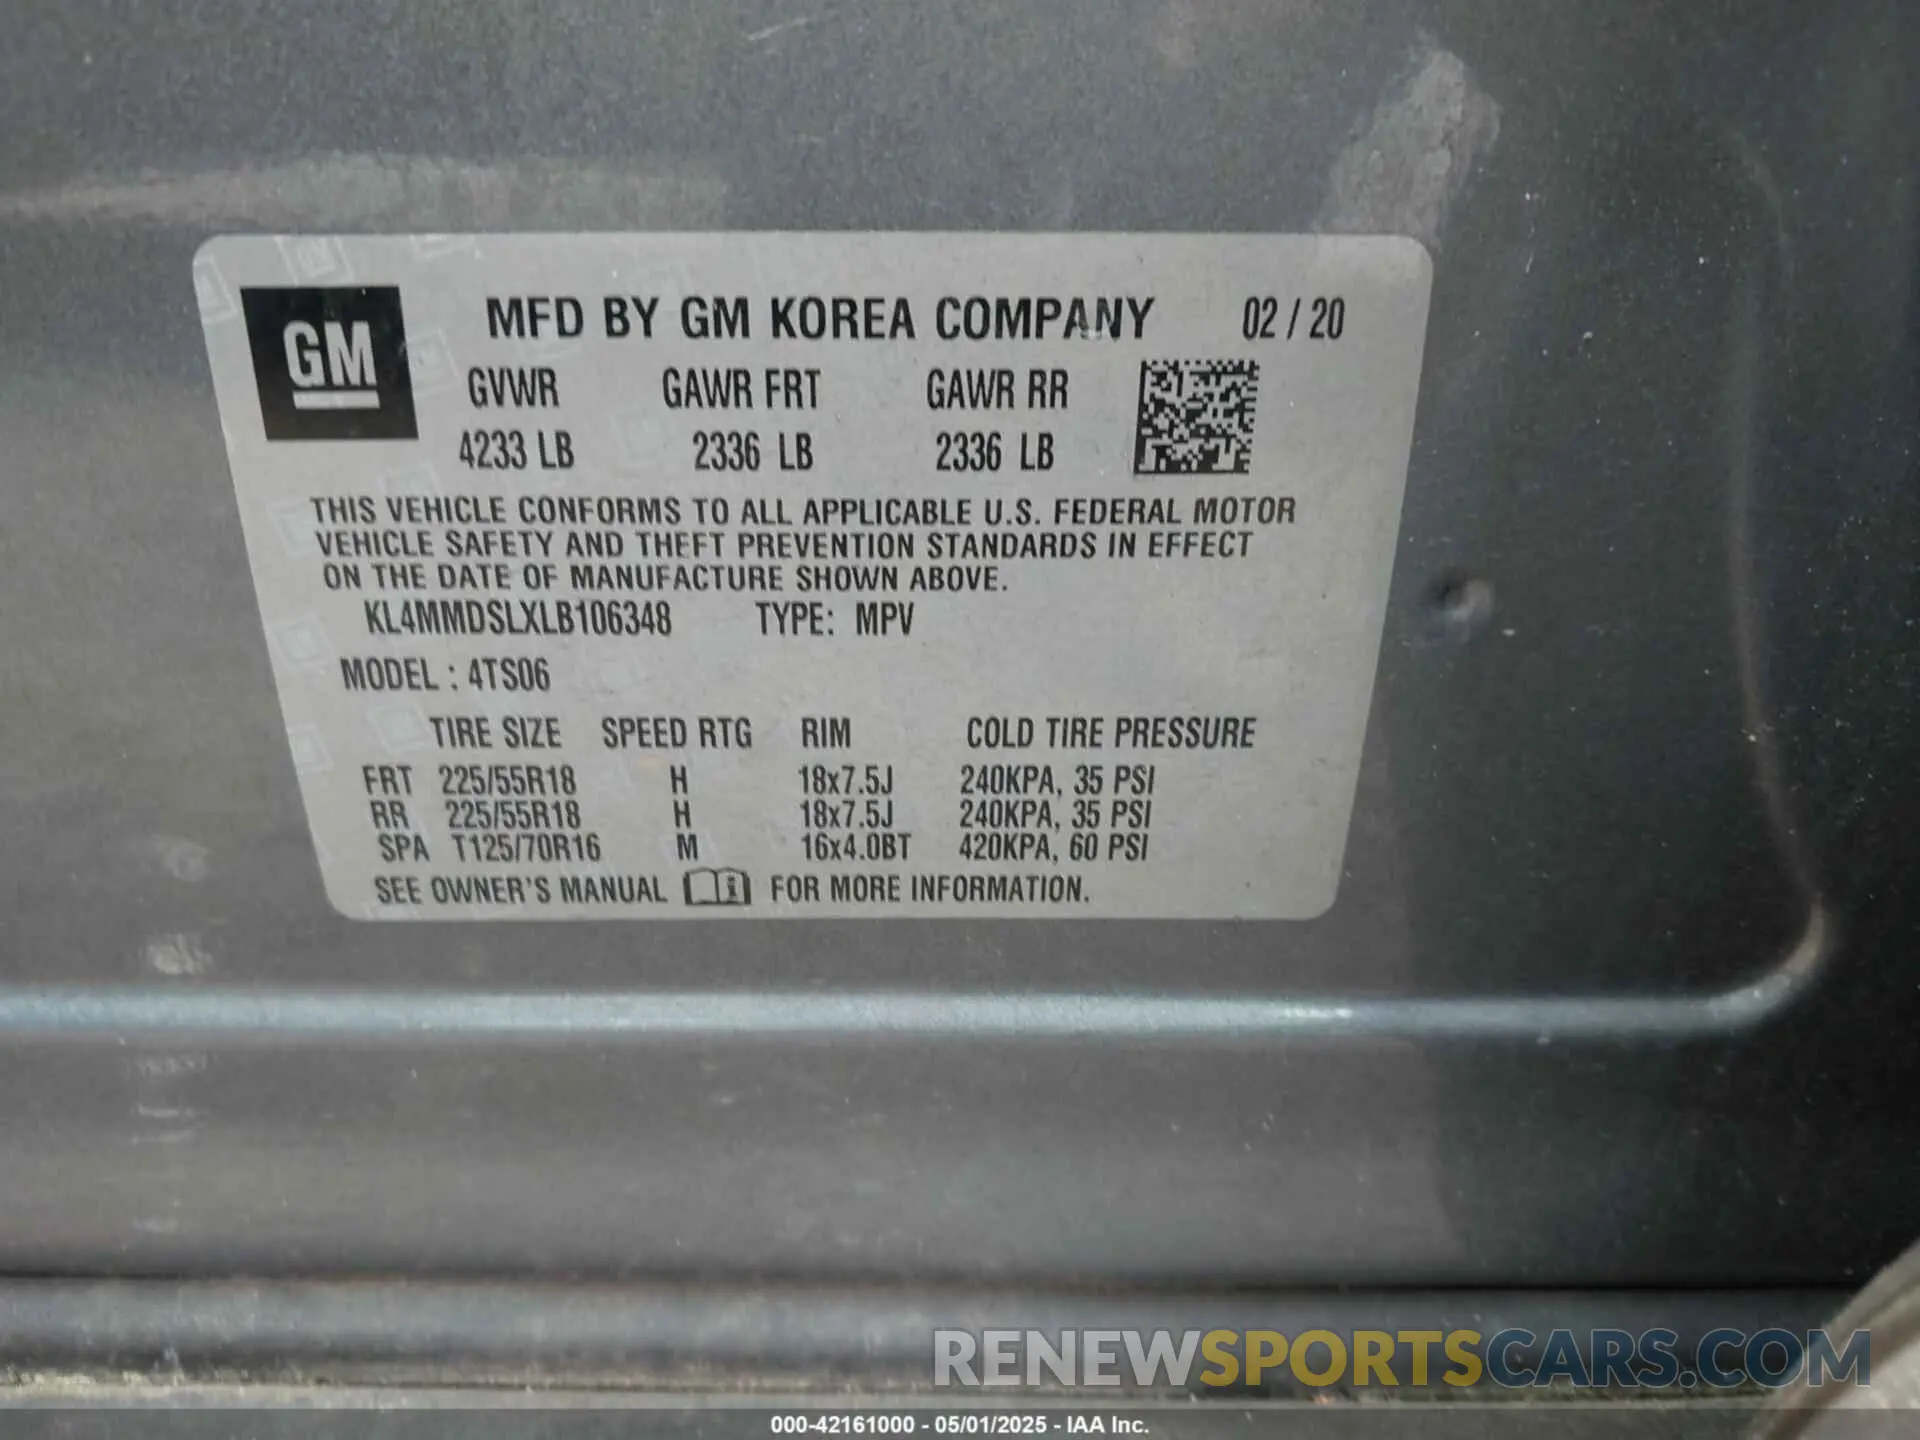 GM
MFD BY GM KOREA COMPANY 02 / 20
GVWR GAWR FRT GAWR RR
4233 LB 2336 LB 2336 LB
THIS VEHICLE CONFORMS TO ALL APPLICABLE U.S. FEDERAL MOTOR
VEHICLE SAFETY AND THEFT PREVENTION STANDARDS IN EFFECT
ON THE DATE OF MANUFACTURE SHOWN ABOVE.
KL4MMDSLXLB106348 TYPE: MPV
MODEL : 4TS06
TIRE SIZE SPEED RTG RIM COLD TIRE PRESSURE
FRT 225/55R18 H 18x7.5J 240KPA, 35 PSI
RR 225/55R18 H 18x7.5J 240KPA, 35 PSI
SPA T125/70R16 M 16x4.0BT 420KPA, 60 PSI
SEE OWNER'S MANUAL i FOR MORE INFORMATION.
RENEWSPORTSCARS.COM
000-42161000 - 05/01/2025 - IAA Inc.